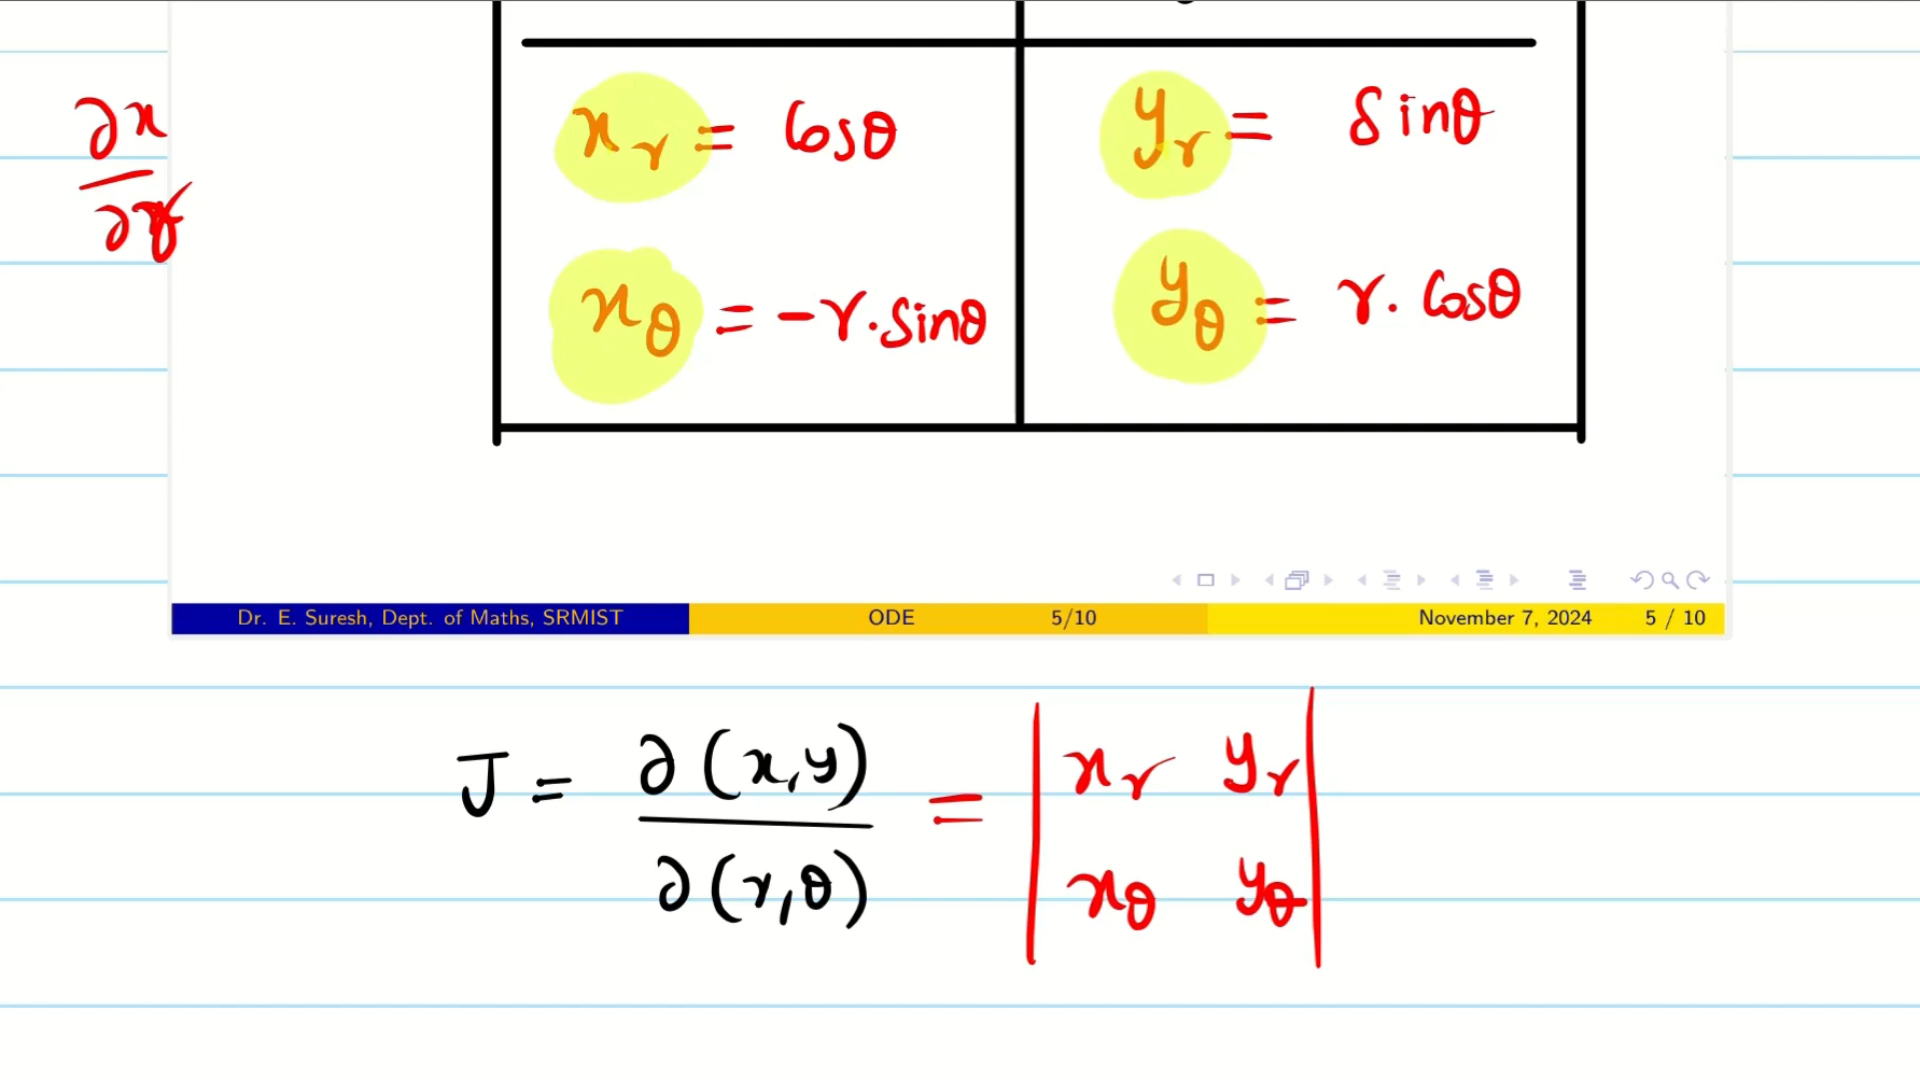 ∂x
∂r
x_r = Cosθ
y_r = Sinθ
x_θ = -r.sinθ
y_θ = r. Cosθ
Dr. E. Suresh, Dept. of Maths, SRMIST ODE 5/10 November 7, 2024 5 / 10
J = ∂(x,y) = | x_r y_r |
∂(r,θ) | x_θ y_θ |